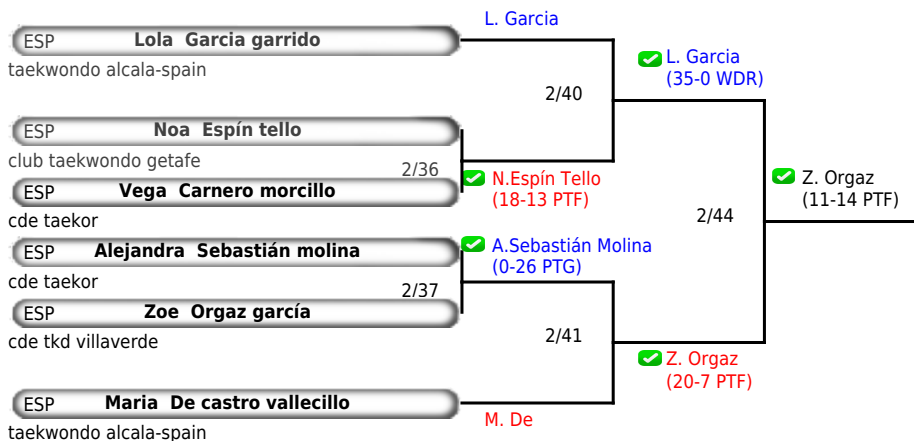 L. Garcia
ESP Lola Garcia garrido
taekwondo alcala-spain
L. Garcia
(35-0 WDR)
2/40
ESP Noa Espín tello
club taekwondo getafe
2/36
N.Espín Tello
(18-13 PTF)
ESP Vega Carnero morcillo
cde taekor
Z. Orgaz
(11-14 PTF)
2/44
ESP Alejandra Sebastián molina
cde taekor
A.Sebastián Molina
(0-26 PTG)
2/37
ESP Zoe Orgaz garcía
cde tkd villaverde
2/41
Z. Orgaz
(20-7 PTF)
ESP Maria De castro vallecillo
taekwondo alcala-spain
M. De